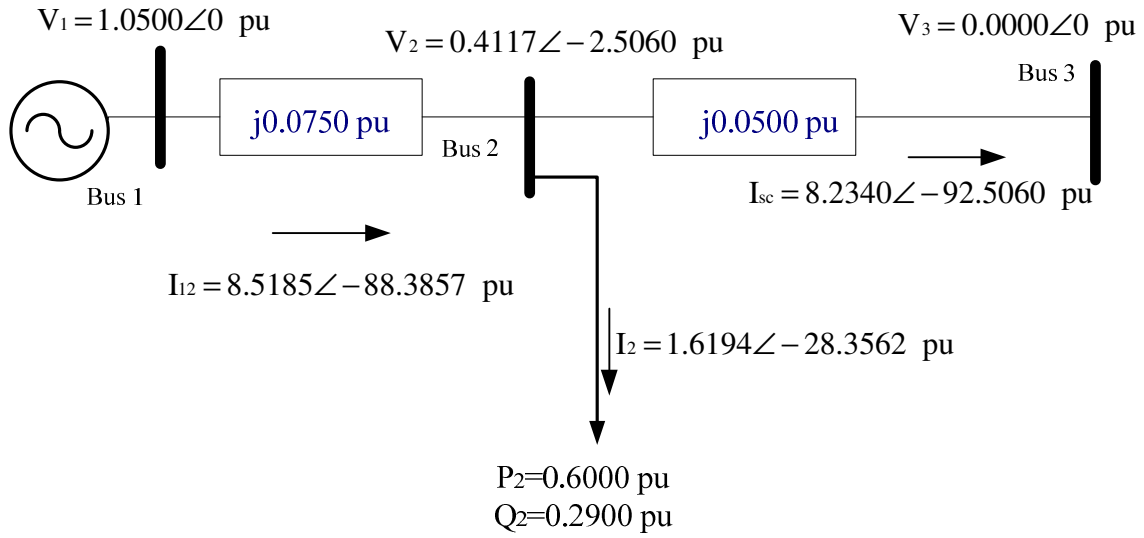 V1 = 1.0500∠0 pu
V2 = 0.4117∠−2.5060 pu
V3 = 0.0000∠0 pu
Bus 3
j0.0750 pu
j0.0500 pu
Bus 2
Bus 1
Isc = 8.2340∠−92.5060 pu
I12 = 8.5185∠−88.3857 pu
I2 = 1.6194∠−28.3562 pu
P2=0.6000 pu
Q2=0.2900 pu